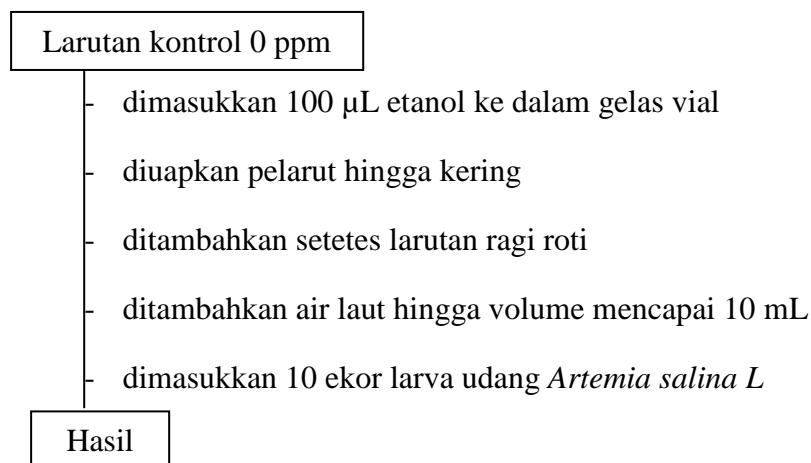 Larutan kontrol 0 ppm
- dimasukkan 100 µL etanol ke dalam gelas vial
- diuapkan pelarut hingga kering
- ditambahkan setetes larutan ragi roti
- ditambahkan air laut hingga volume mencapai 10 mL
- dimasukkan 10 ekor larva udang Artemia salina L
Hasil